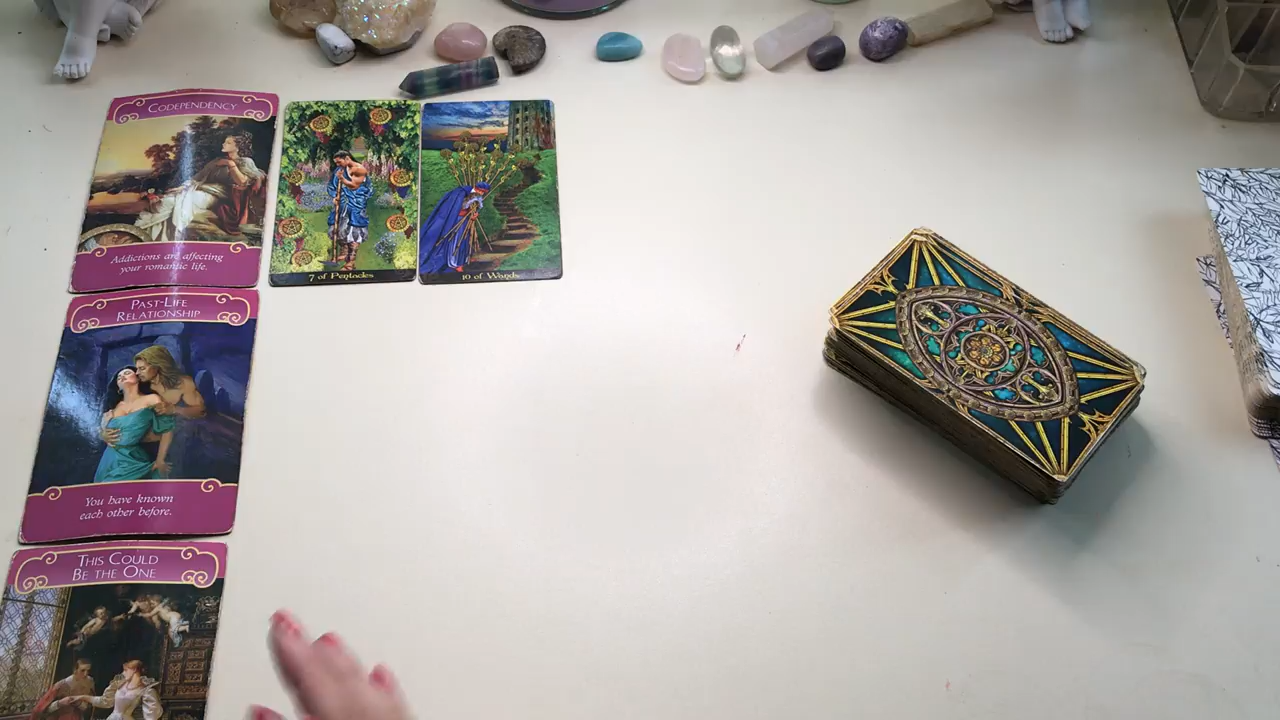 CODEPENDENCY
Addictions are affecting
your romantic life.
7 of Pentacles
10 of Wands
PAST-LIFE
RELATIONSHIP
You have known
each other before.
THIS COULD
BE THE ONE